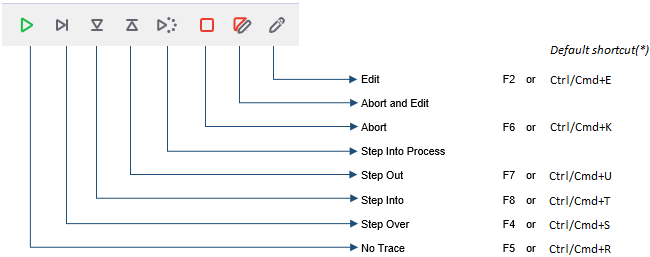 Default shortcut(*)
Edit F2 or Ctrl/Cmd+E
Abort and Edit
Abort F6 or Ctrl/Cmd+K
Step Into Process
Step Out F7 or Ctrl/Cmd+U
Step Into F8 or Ctrl/Cmd+T
Step Over F4 or Ctrl/Cmd+S
No Trace F5 or Ctrl/Cmd+R